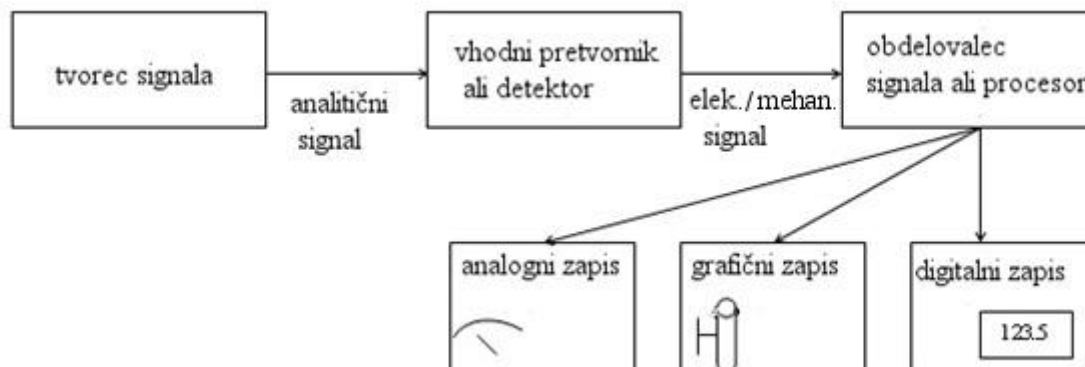 tvorec signala
analitični
signal
vhodni pretvornik
ali detektor
elek./mehan.
signal
obdelovalec
signala ali procesor
analogni zapis
grafični zapis
digitalni zapis
123.5